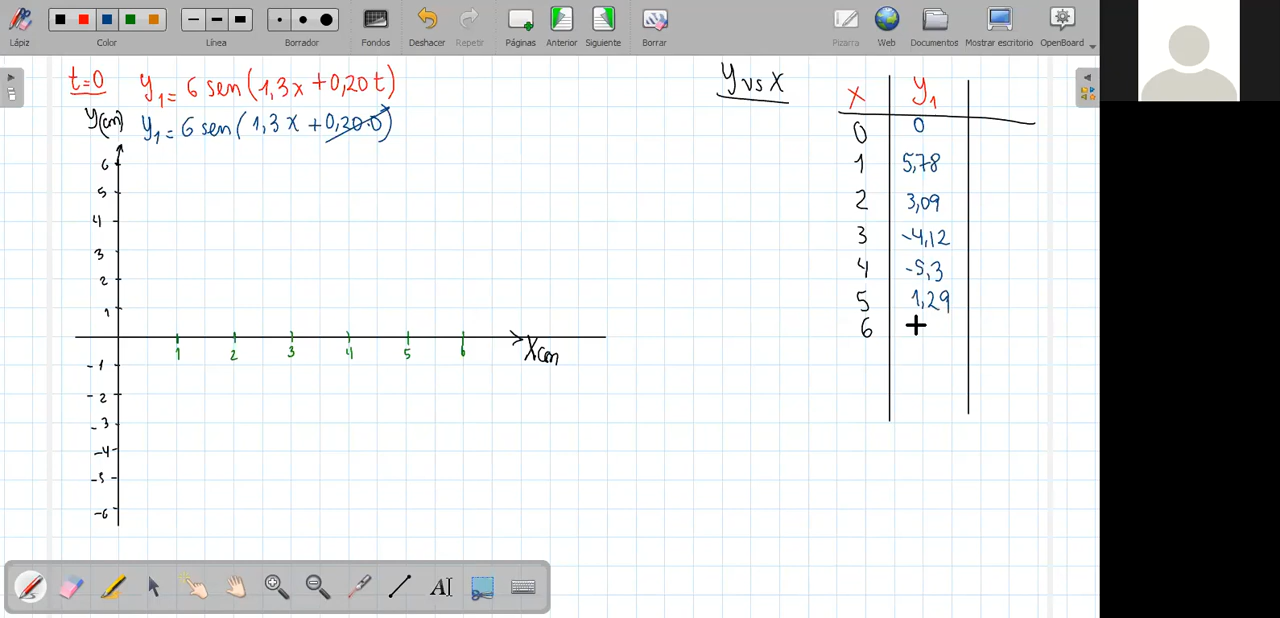 Lápiz Color Línea Borrador Fondos Deshacer Repetir Páginas Anterior Siguiente Borrar Pizarra Web Documentos Mostrar escritorio OpenBoard
t=0 y₁= 6 sen(1,3x+0,20t)
y(cm) y₁= 6 sen(1,3x+0,20·0)
6
5
4
3
2
1
1 2 3 4 5 6 Xcm
-1
-2
-3
-4
-5
-6
Y vs X
X Y₁
0 0
1 5,78
2 3,09
3 -4,12
4 -5,3
5 1,29
6
A